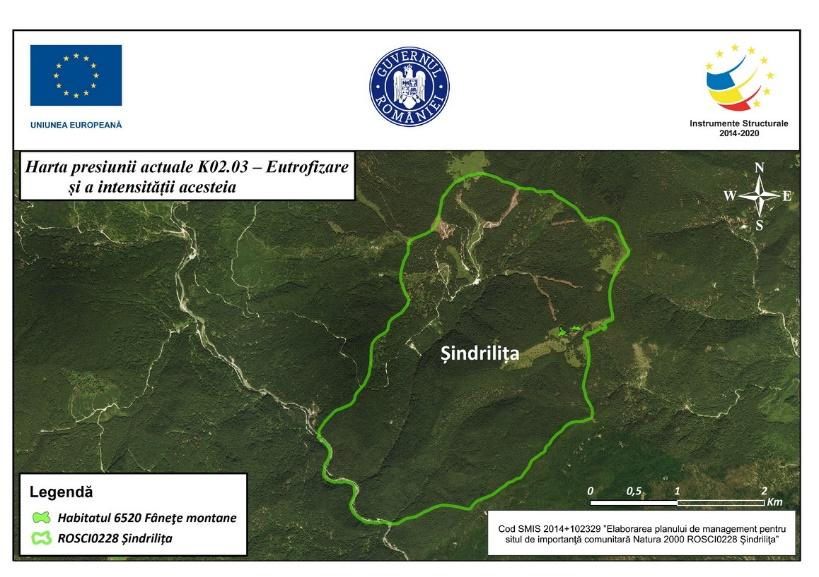 UNIUNEA EUROPEANĂ
GUVERNUL
ROMÂNIEI
Instrumente Structurale
2014-2020
Harta presiunii actuale K02.03 – Eutrofizare
și a intensității acesteia
N
W E
S
Șindrilița
Legendă
Habitatul 6520 Fânețe montane
ROSCI0228 Șindrilița
0 0,5 1 2
Km
Cod SMIS 2014+102329 "Elaborarea planului de management pentru
situl de importanță comunitară Natura 2000 ROSCI0228 Șindrilița"